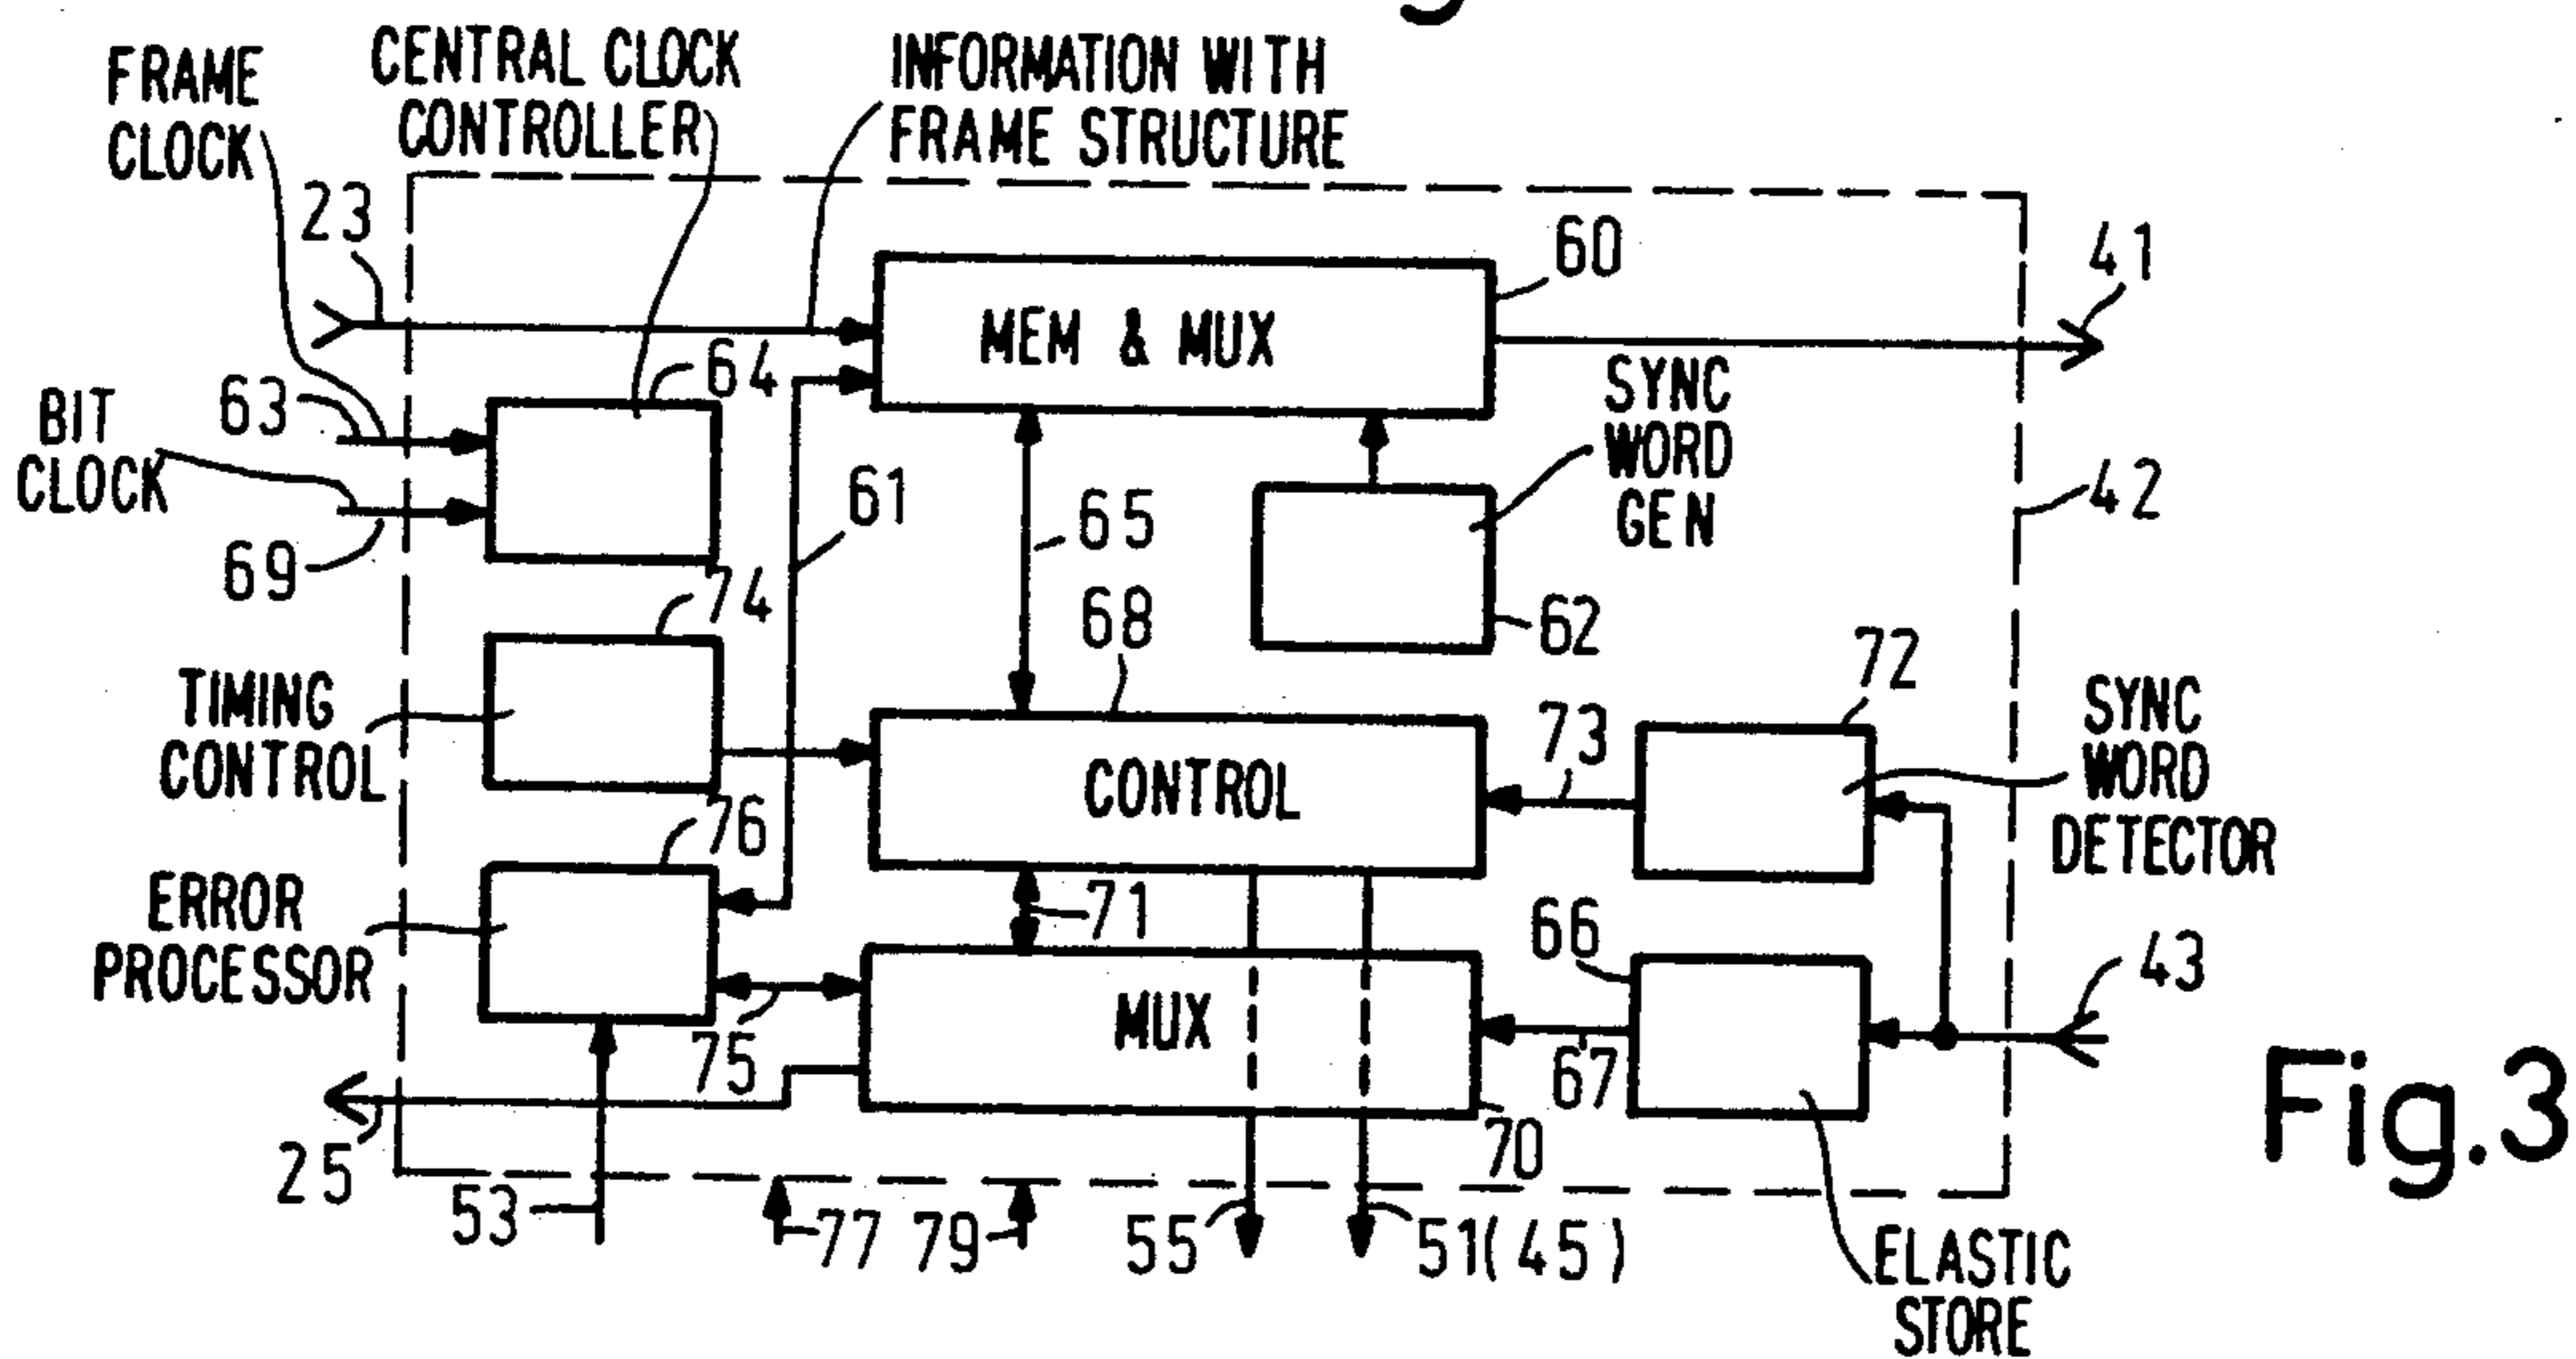 FRAME
CLOCK
CENTRAL CLOCK
CONTROLLER
INFORMATION WITH
FRAME STRUCTURE
23
60
41
MEM & MUX
64
63
BIT
CLOCK
69
61
65
SYNC
WORD
GEN
42
74
68
62
72
TIMING
CONTROL
CONTROL
73
SYNC
WORD
DETECTOR
76
ERROR
PROCESSOR
71
66
43
MUX
75
67
70
25
53
77
79
55
51(45)
ELASTIC
STORE
Fig.3